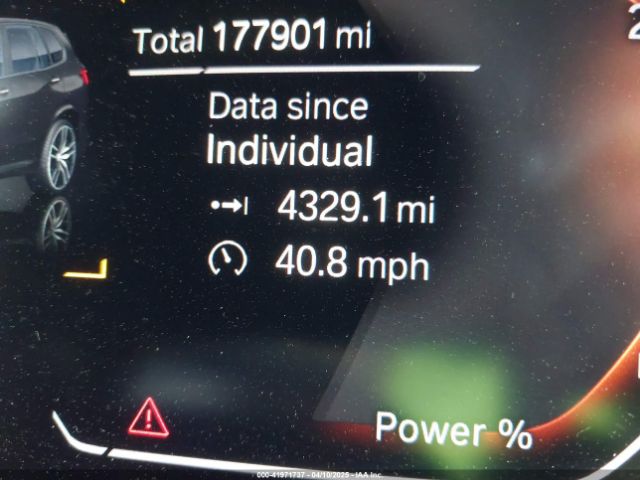 Total 177901 mi
Data since
Individual
4329.1 mi
40.8 mph
Power %
000-41971737 - 04/10/2025 - IAA Inc.